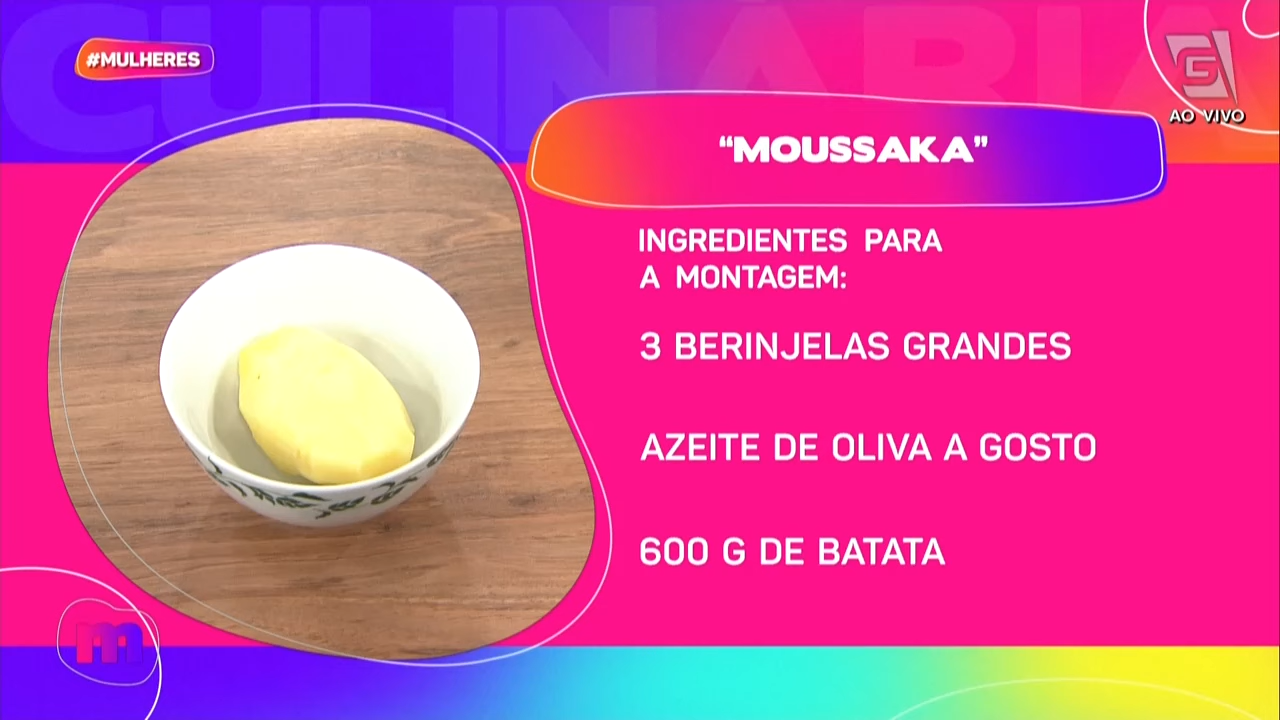 CULINÁRIA
#MULHERES
G
AO VIVO
“MOUSSAKA”
INGREDIENTES PARA
A MONTAGEM:
3 BERINJELAS GRANDES
AZEITE DE OLIVA A GOSTO
600 G DE BATATA
m